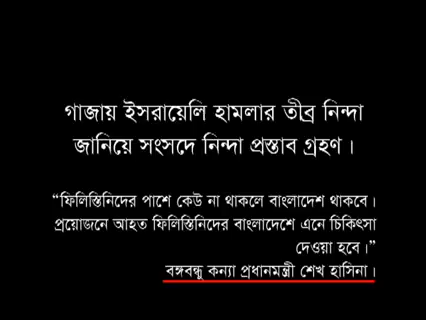 গাজায় ইসরায়েলি হামলার তীব্র নিন্দা
জানিয়ে সংসদে নিন্দা প্রস্তাব গ্রহণ।
“ফিলিস্তিনিদের পাশে কেউ না থাকলে বাংলাদেশ থাকবে।
প্রয়োজনে আহত ফিলিস্তিনিদের বাংলাদেশে এনে চিকিৎসা
দেওয়া হবে।”
বঙ্গবন্ধু কন্যা প্রধানমন্ত্রী শেখ হাসিনা।